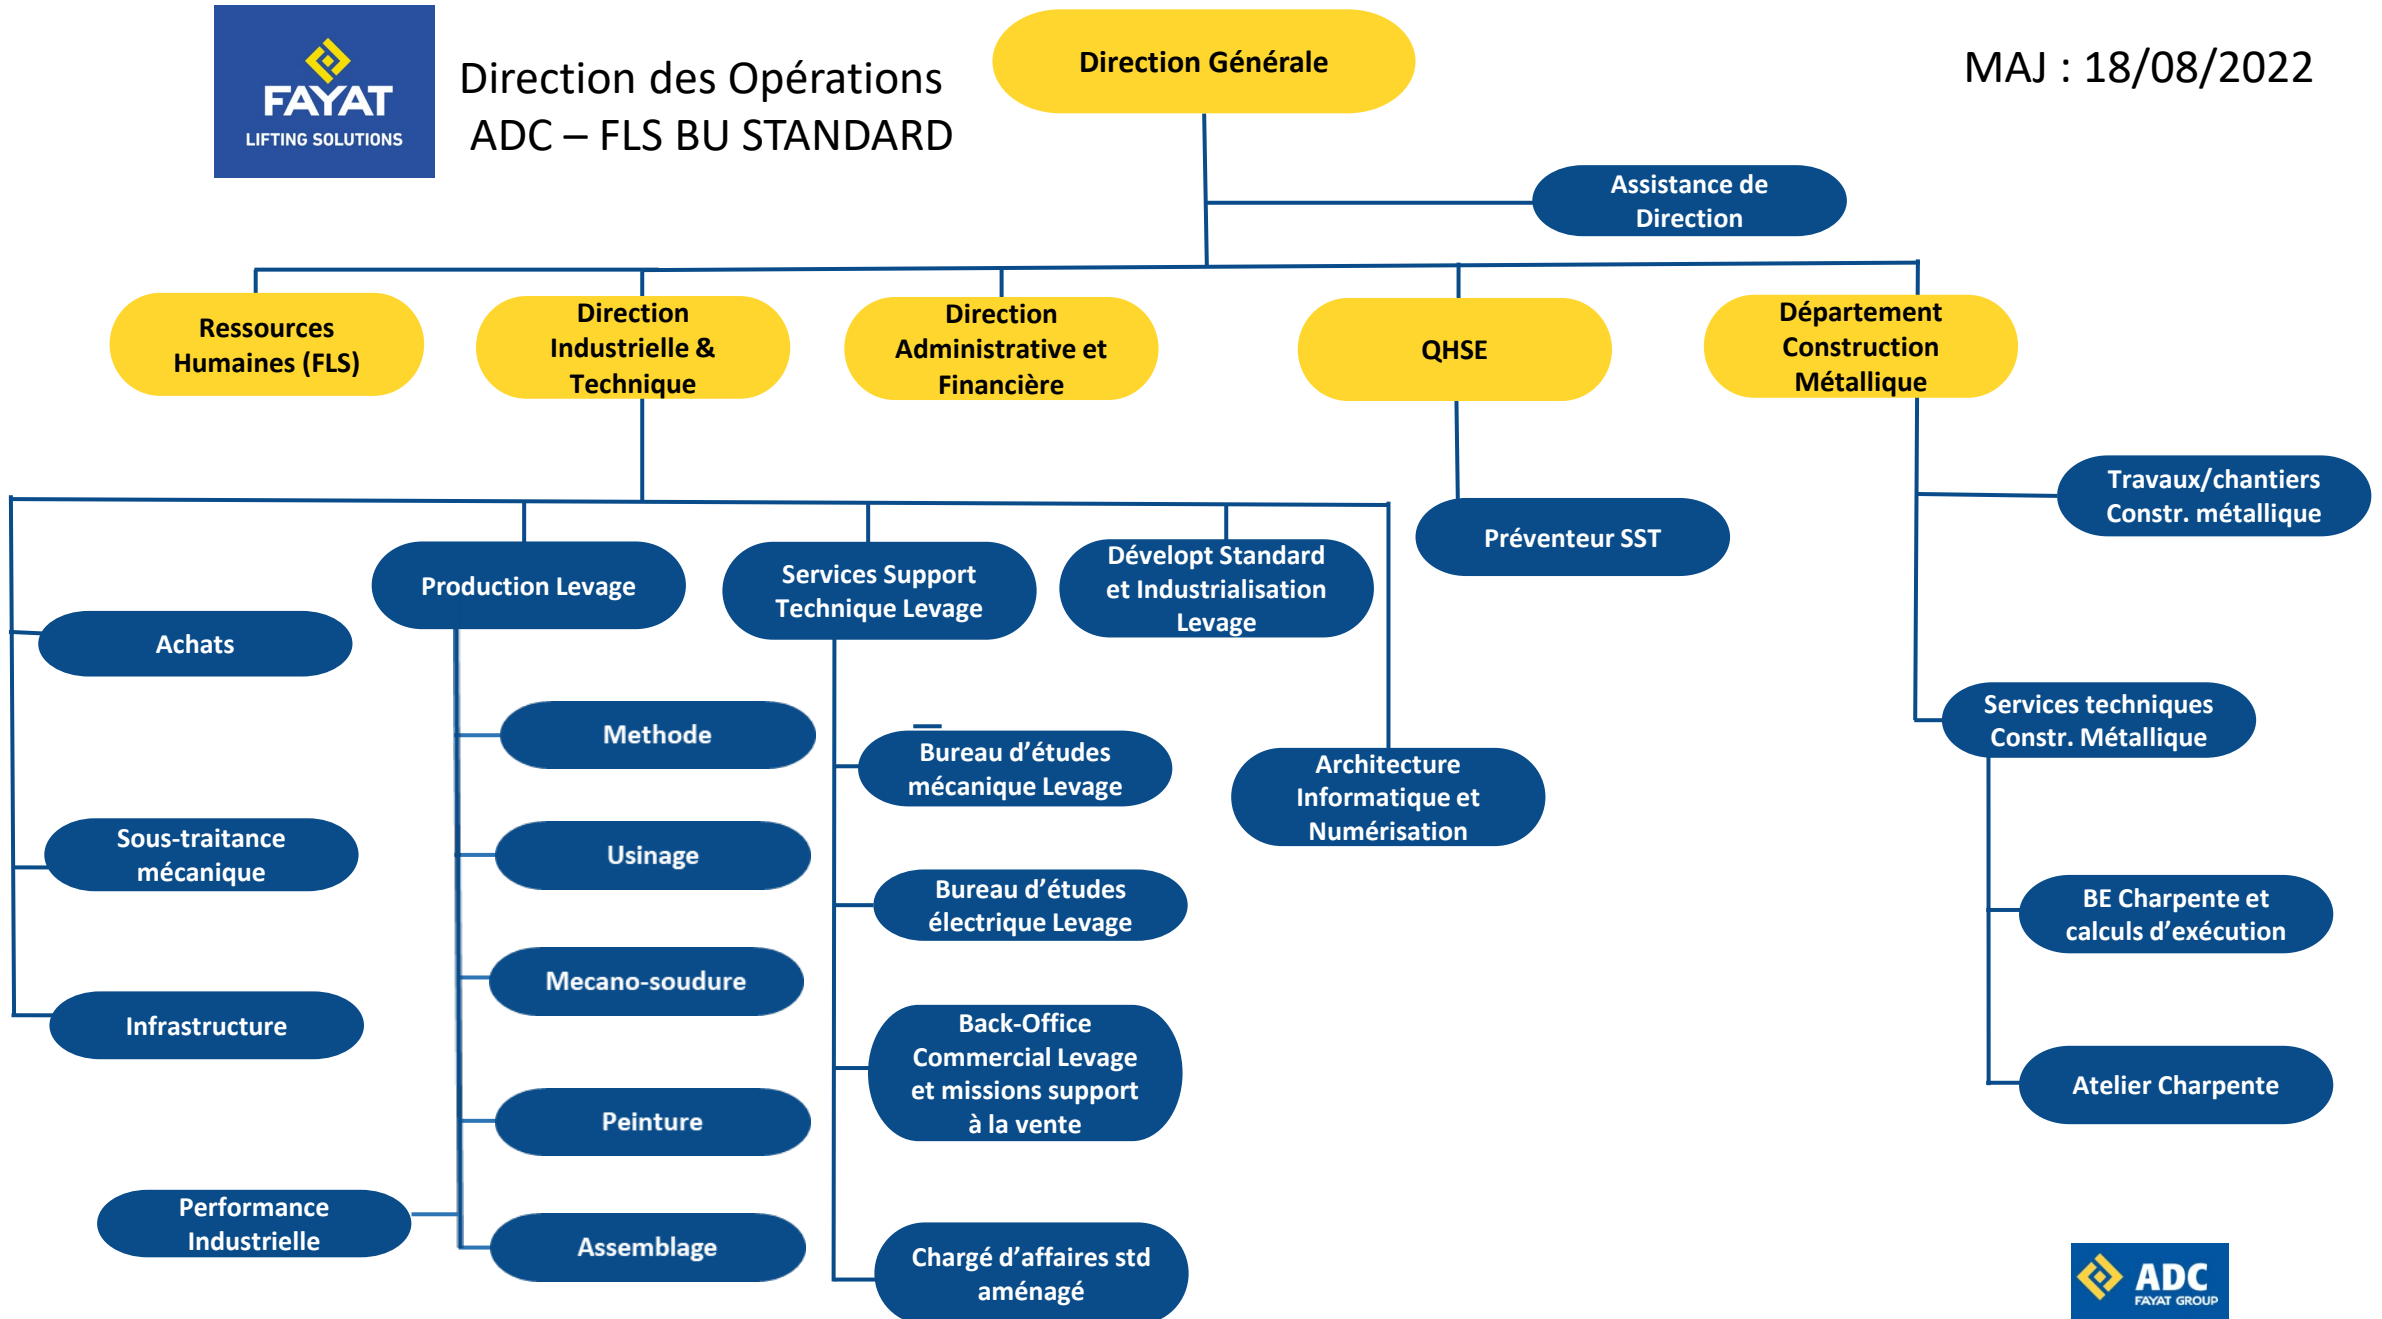 FAYAT
LIFTING SOLUTIONS
Direction des Opérations
ADC – FLS BU STANDARD
Direction Générale
MAJ : 18/08/2022
Assistance de
Direction
Ressources
Humaines (FLS)
Direction
Industrielle &
Technique
Direction
Administrative et
Financière
QHSE
Département
Construction
Métallique
Travaux/chantiers
Constr. métallique
Préventeur SST
Production Levage
Services Support
Technique Levage
Dévelopt Standard
et Industrialisation
Levage
Achats
Methode
Bureau d’études
mécanique Levage
Architecture
Informatique et
Numérisation
Services techniques
Constr. Métallique
Sous-traitance
mécanique
Usinage
Bureau d’études
électrique Levage
BE Charpente et
calculs d’exécution
Infrastructure
Mecano-soudure
Back-Office
Commercial Levage
et missions support
à la vente
Atelier Charpente
Peinture
Performance
Industrielle
Assemblage
Chargé d’affaires std
aménagé
ADC
FAYAT GROUP